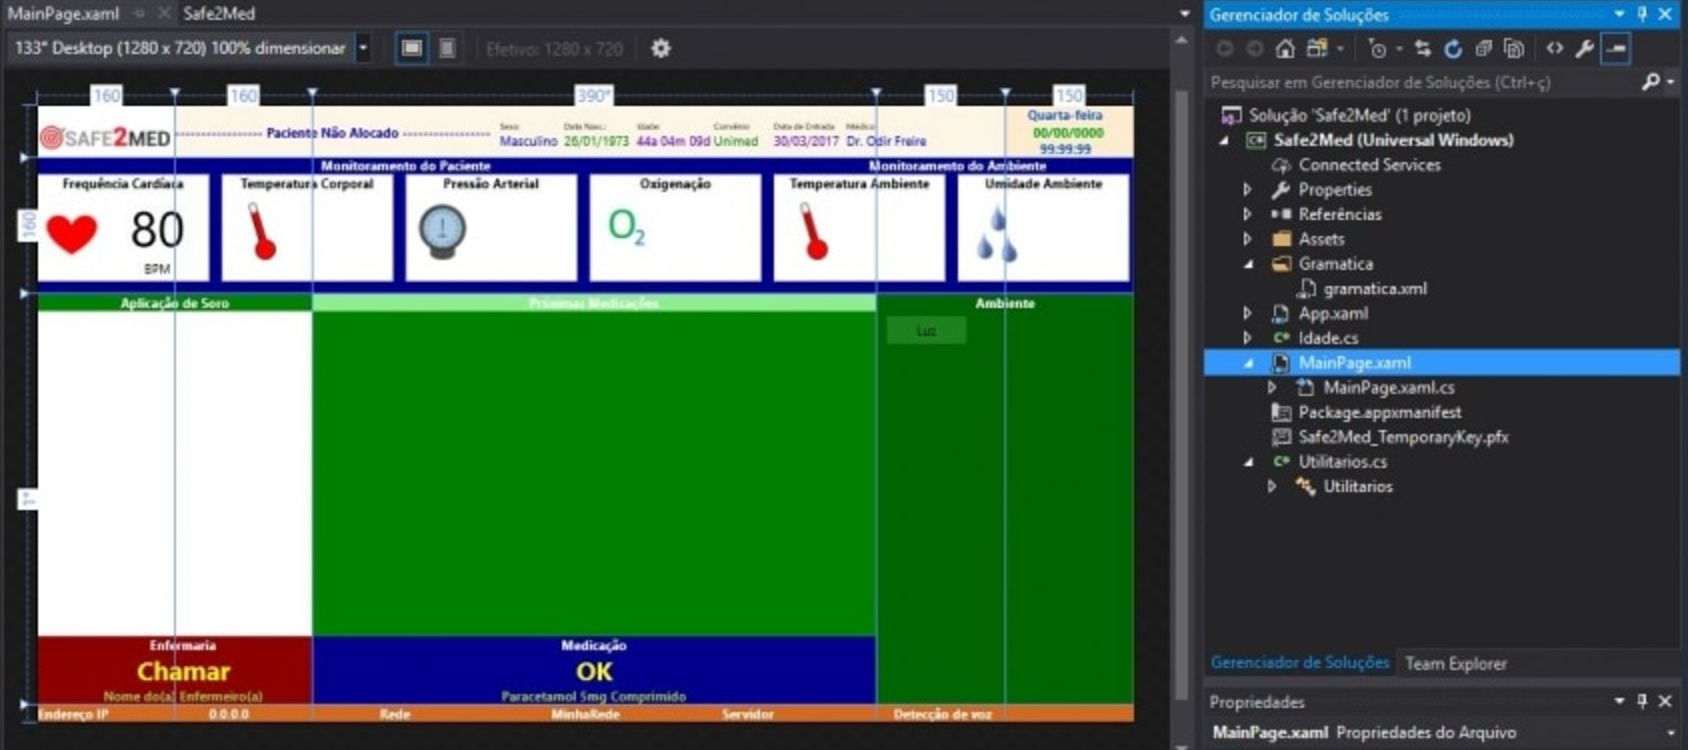 MainPage.xaml Safe2Med
133" Desktop (1280 x 720) 100% dimensionar Efetivo: 1280 x 720
160 160 390* 150 150
SAFE2MED Paciente Não Alocado
Sexo: Data Nasc.: Idade: Convênio Data de Entrada Médico
Masculino 26/01/1973 44a 04m 09d Unimed 30/03/2017 Dr. Odir Freire
Quarta-feira
00/00/0000
99:99:99
Monitoramento do Paciente Monitoramento do Ambiente
Frequência Cardíaca Temperatura Corporal Pressão Arterial Oxigenação Temperatura Ambiente Umidade Ambiente
160
80
BPM
O2
Aplicação de Soro Próximas Medicações Ambiente
Luz
1*
Enfermaria Medicação
Chamar OK
Nome do(a) Enfermeiro(a) Paracetamol 5mg Comprimido
Endereço IP 0.0.0.0 Rede MinhaRede Servidor Detecção de voz
Gerenciador de Soluções
Pesquisar em Gerenciador de Soluções (Ctrl+ç)
Solução 'Safe2Med' (1 projeto)
Safe2Med (Universal Windows)
Connected Services
Properties
Referências
Assets
Gramatica
gramatica.xml
App.xaml
Idade.cs
MainPage.xaml
MainPage.xaml.cs
Package.appxmanifest
Safe2Med_TemporaryKey.pfx
Utilitarios.cs
Utilitarios
Gerenciador de Soluções Team Explorer
Propriedades
MainPage.xaml Propriedades do Arquivo